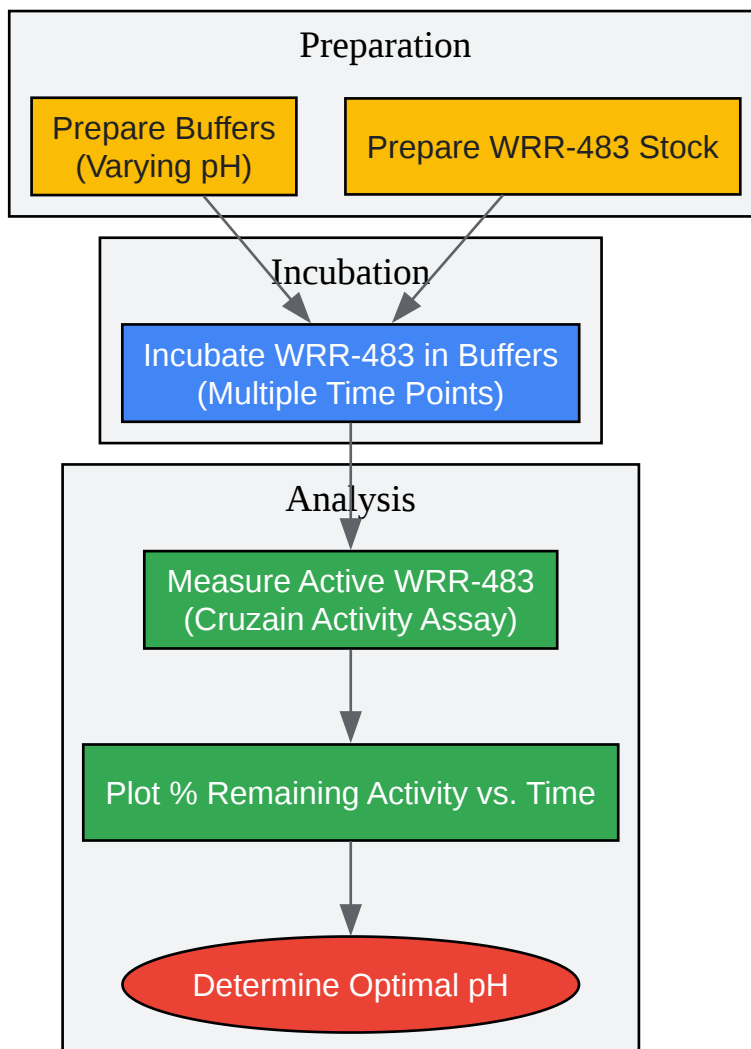 Preparation
Prepare Buffers
(Varying pH)
Prepare WRR-483 Stock
Incubation
Incubate WRR-483 in Buffers
(Multiple Time Points)
Analysis
Measure Active WRR-483
(Cruzain Activity Assay)
Plot % Remaining Activity vs. Time
Determine Optimal pH